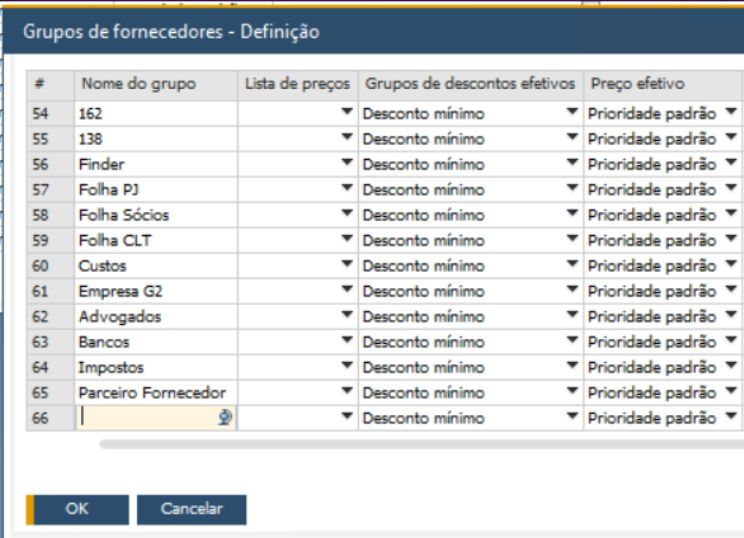 Grupos de fornecedores - Definição
# Nome do grupo Lista de preços Grupos de descontos efetivos Preço efetivo
54 162 Desconto mínimo Prioridade padrão
55 138 Desconto mínimo Prioridade padrão
56 Finder Desconto mínimo Prioridade padrão
57 Folha PJ Desconto mínimo Prioridade padrão
58 Folha Sócios Desconto mínimo Prioridade padrão
59 Folha CLT Desconto mínimo Prioridade padrão
60 Custos Desconto mínimo Prioridade padrão
61 Empresa G2 Desconto mínimo Prioridade padrão
62 Advogados Desconto mínimo Prioridade padrão
63 Bancos Desconto mínimo Prioridade padrão
64 Impostos Desconto mínimo Prioridade padrão
65 Parceiro Fornecedor Desconto mínimo Prioridade padrão
66 Desconto mínimo Prioridade padrão
OK Cancelar